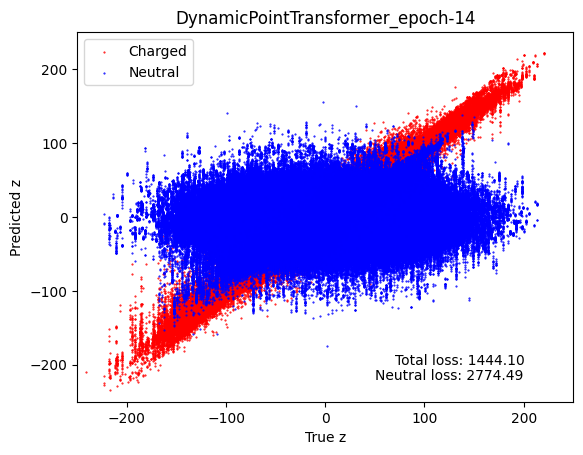 DynamicPointTransformer_epoch-14
Charged
Neutral
200
100
0
−100
−200
Predicted z
Total loss: 1444.10
Neutral loss: 2774.49
−200
−100
0
100
200
True z